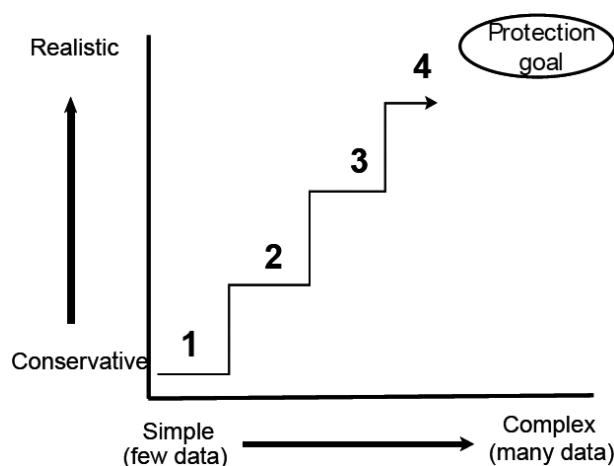 Protection
goal
Realistic
4
3
2
1
Conservative
Simple
(few data)
Complex
(many data)